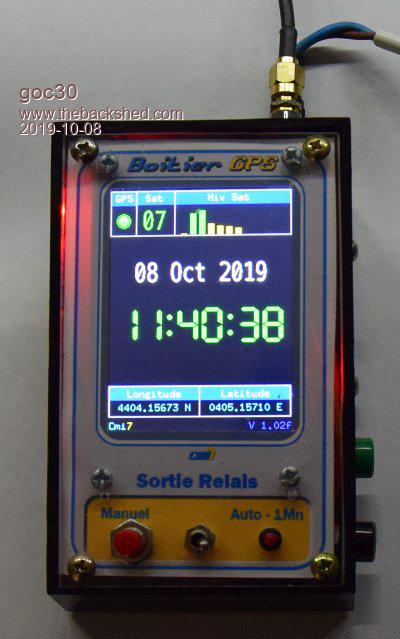 goc30
www.thebackshed.com
2019-10-08
Boitier GPS
GPS Sat Niv Sat
07
08 Oct 2019
11:40:38
Longitude Latitude
4404.15673 N 0405.15710 E
Cmi7 V 1.02f
cmi7
Sortie Relais
Manuel Auto - 1Mn